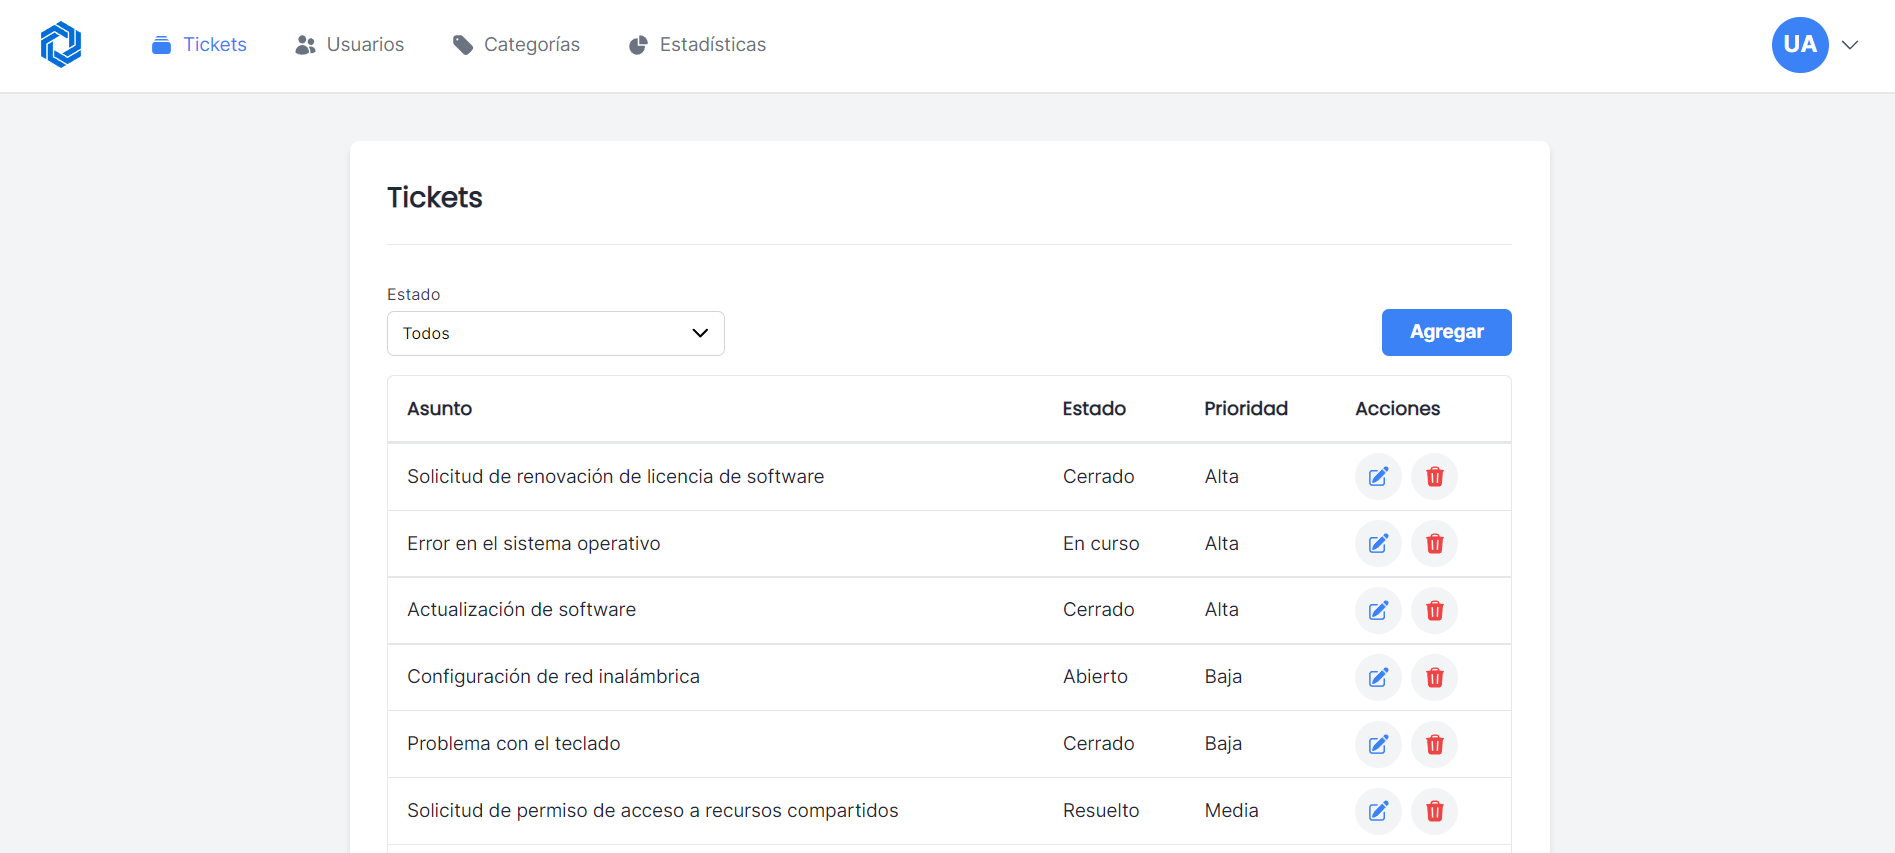 Tickets Usuarios Categorías Estadísticas UA
Tickets
Estado
Todos
Agregar
Asunto Estado Prioridad Acciones
Solicitud de renovación de licencia de software Cerrado Alta
Error en el sistema operativo En curso Alta
Actualización de software Cerrado Alta
Configuración de red inalámbrica Abierto Baja
Problema con el teclado Cerrado Baja
Solicitud de permiso de acceso a recursos compartidos Resuelto Media